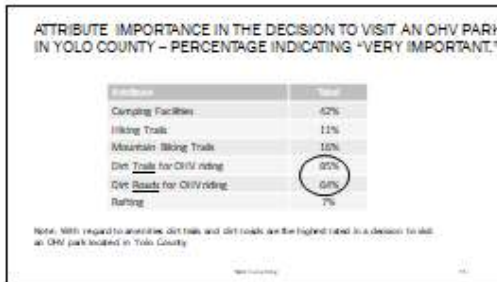 ATTRIBUTE IMPORTANCE IN THE DECISION TO VISIT AN OHV PARK
IN YOLO COUNTY – PERCENTAGE INDICATING “VERY IMPORTANT.”
Attribute Total
Camping Facilities 42%
Hiking Trails 11%
Mountain Biking Trails 16%
Dirt Trails for OHV riding 85%
Dirt Roads for OHV riding 64%
Rafting 7%
Note: With regard to amenities dirt trails and dirt roads are the highest rated in a decision to visit
an OHV park located in Yolo County